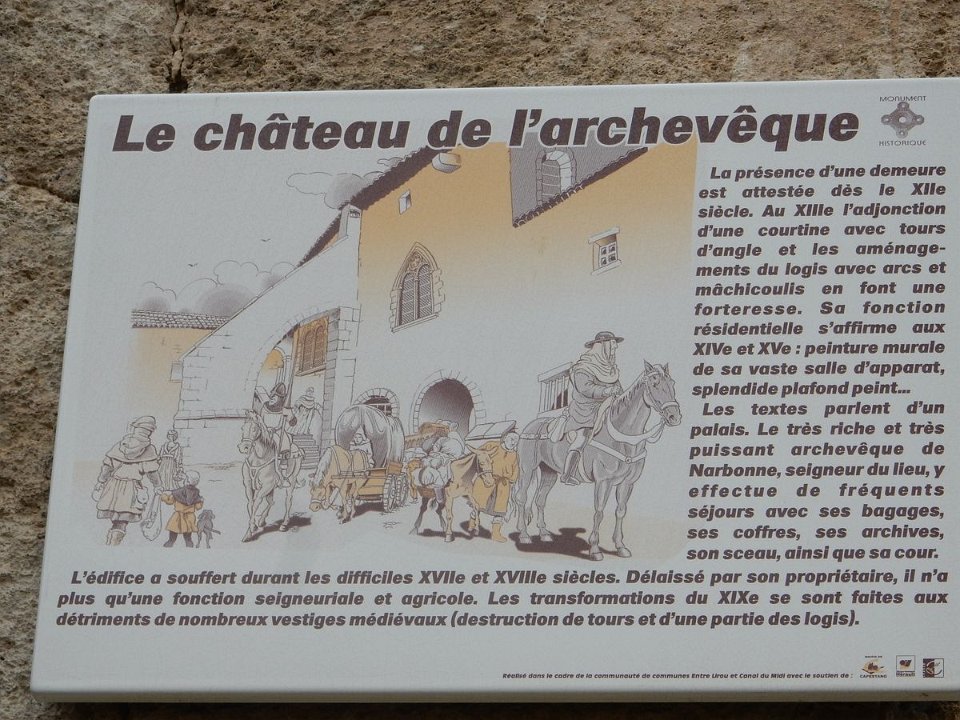 Le château de l'archevêque
MONUMENT
HISTORIQUE
La présence d'une demeure
est attestée dès le XIIe
siècle. Au XIIIe l'adjonction
d'une courtine avec tours
d'angle et les aménage-
ments du logis avec arcs et
mâchicoulis en font une
forteresse. Sa fonction
résidentielle s'affirme aux
XIVe et XVe : peinture murale
de sa vaste salle d'apparat,
splendide plafond peint...
Les textes parlent d'un
palais. Le très riche et très
puissant archevêque de
Narbonne, seigneur du lieu, y
effectue de fréquents
séjours avec ses bagages,
ses coffres, ses archives,
son sceau, ainsi que sa cour.
L'édifice a souffert durant les difficiles XVIIe et XVIIIe siècles. Délaissé par son propriétaire, il n'a
plus qu'une fonction seigneuriale et agricole. Les transformations du XIXe se sont faites aux
détriments de nombreux vestiges médiévaux (destruction de tours et d'une partie des logis).
Réalisé dans le cadre de la communauté de communes Entre Lirou et Canal du Midi avec le soutien de :
CAPESTANG